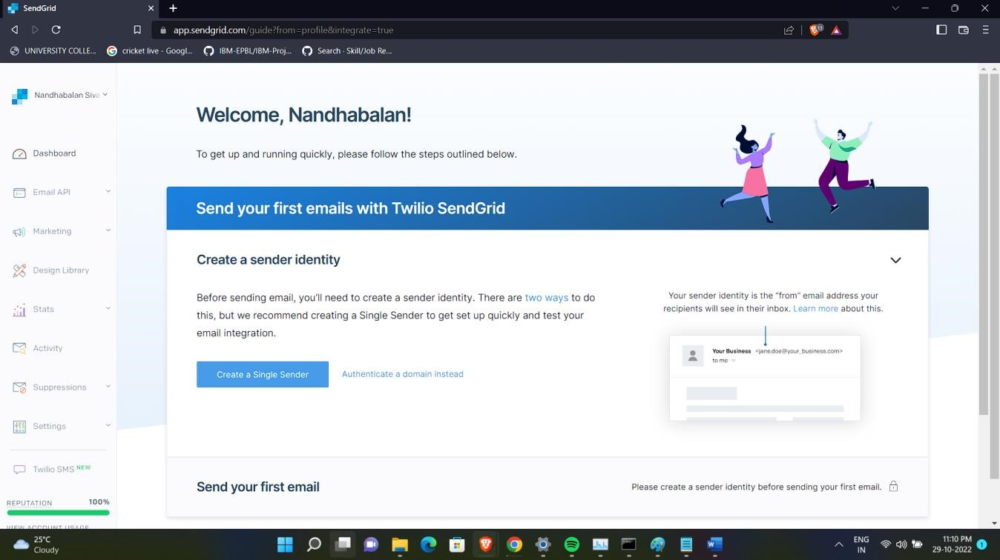 SendGrid
app.sendgrid.com/guide?from=profile&integrate=true
13
UNIVERSITY COLLE...
cricket live - Googl...
IBM-EPBL/IBM-Proj...
Search · Skill/Job Re...
Nandhabalan Siva
Dashboard
Email API
Marketing
Design Library
Stats
Activity
Suppressions
Settings
Twilio SMS NEW
REPUTATION 100%
VIEW ACCOUNT USAGE
Welcome, Nandhabalan!
To get up and running quickly, please follow the steps outlined below.
Send your first emails with Twilio SendGrid
Create a sender identity
Before sending email, you'll need to create a sender identity. There are two ways to do
this, but we recommend creating a Single Sender to get set up quickly and test your
email integration.
Create a Single Sender
Authenticate a domain instead
Your sender identity is the “from” email address your
recipients will see in their inbox. Learn more about this.
Your Business <jane.doe@your_business.com>
to me
Send your first email
Please create a sender identity before sending your first email.
25°C
Cloudy
W
ENG
IN
11:10 PM
29-10-2022
1